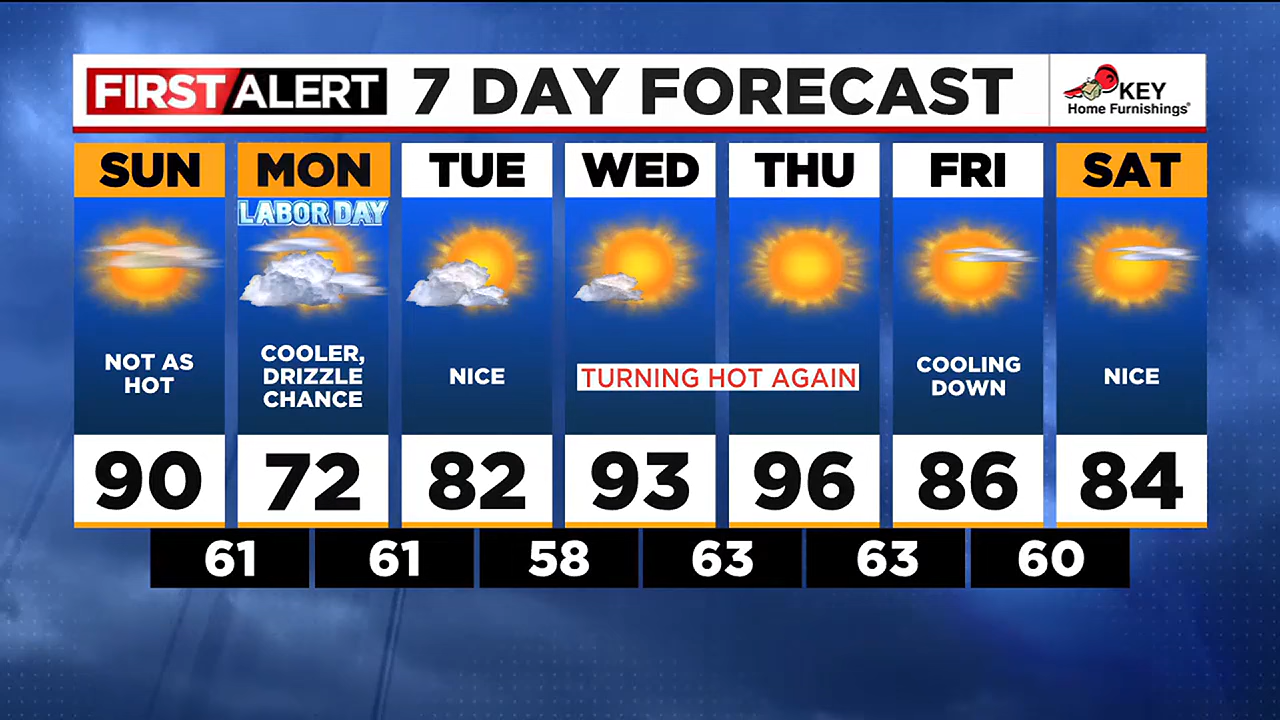 FIRST ALERT 7 DAY FORECAST
KEY
Home Furnishings®
SUN MON TUE WED THU FRI SAT
LABOR DAY
NOT AS
HOT
COOLER,
DRIZZLE
CHANCE
NICE
TURNING HOT AGAIN
COOLING
DOWN
NICE
90 72 82 93 96 86 84
61 61 58 63 63 60